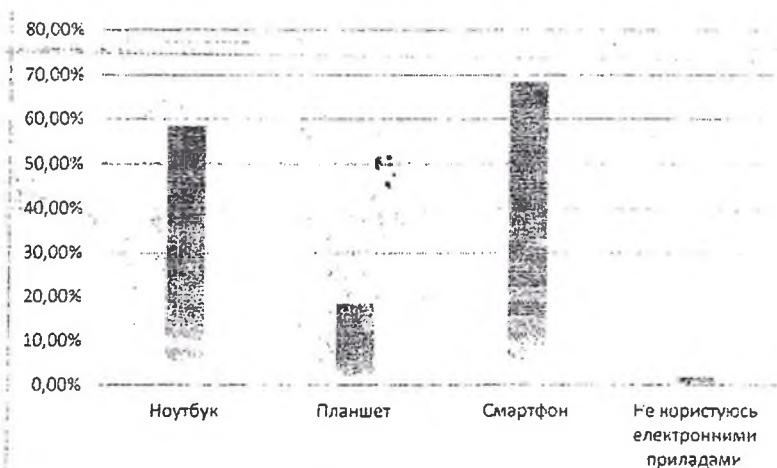 80,00%
70,00%
60,00%
50,00%
40,00%
30,00%
20,00%
10,00%
0,00%
Ноутбук
Планшет
Смартфон
Не користуюсь
електронними
приладами